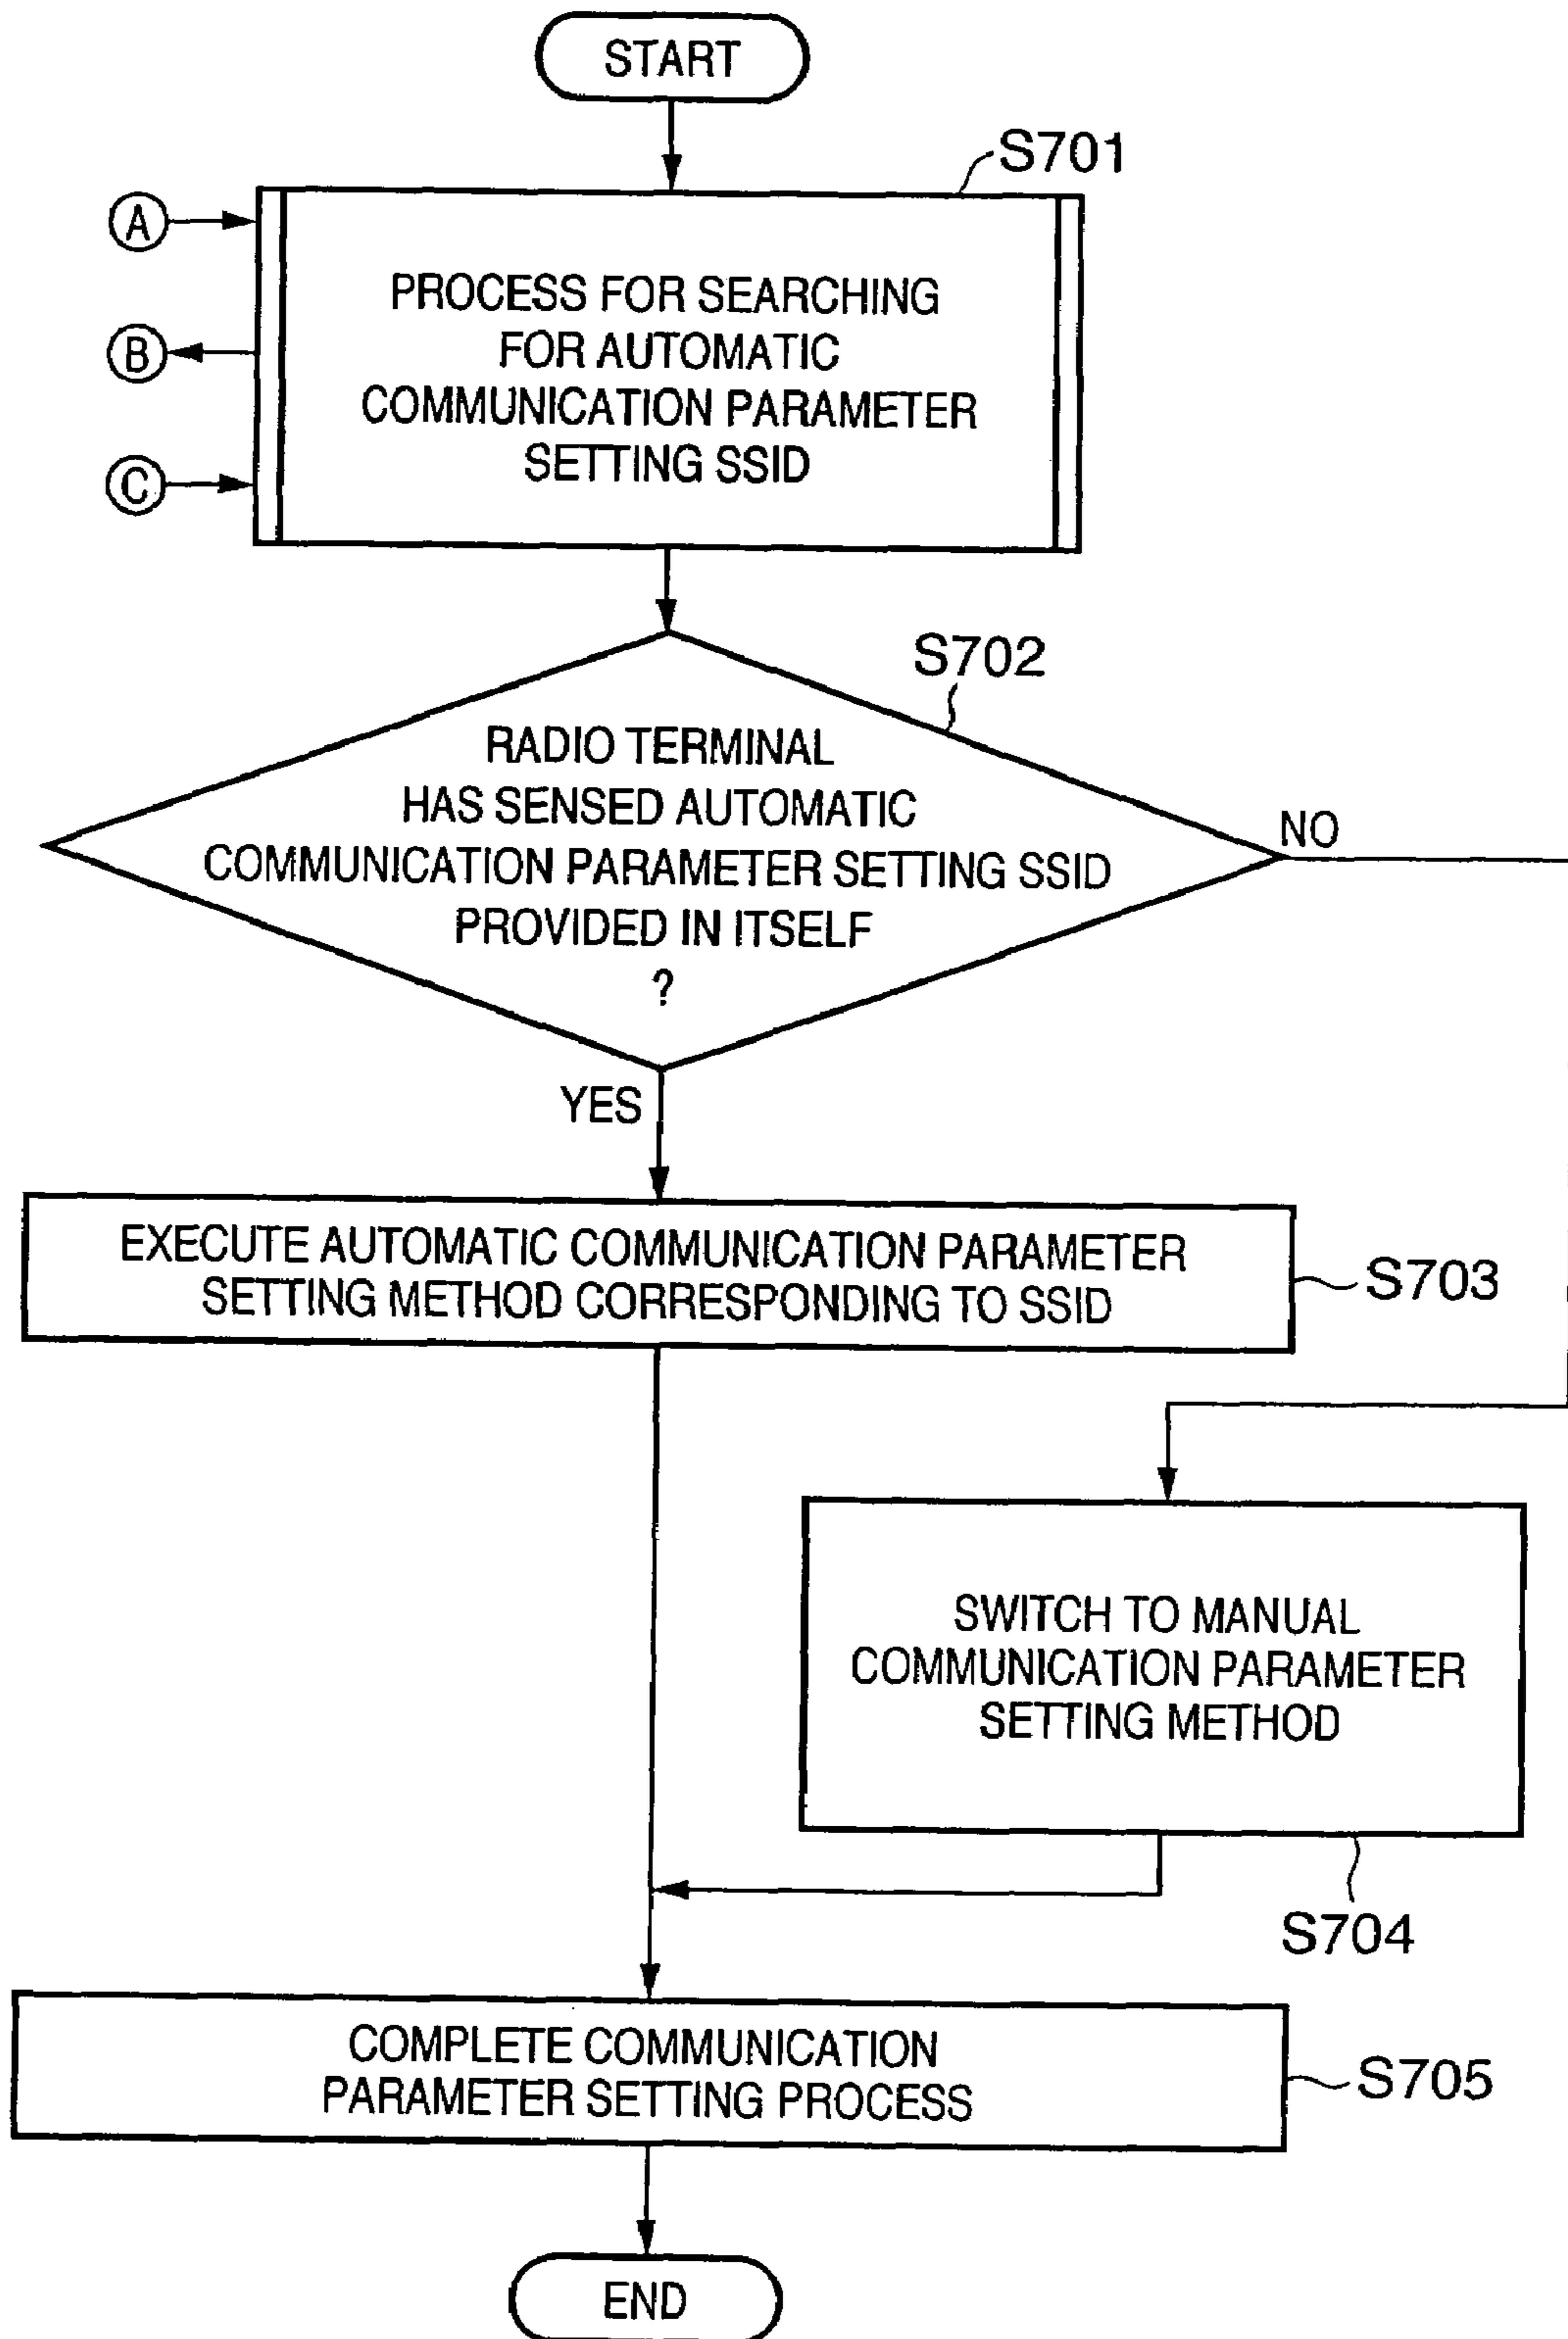 START
S701
A
PROCESS FOR SEARCHING
FOR AUTOMATIC
B
COMMUNICATION PARAMETER
SETTING SSID
C
S702
RADIO TERMINAL
HAS SENSED AUTOMATIC
COMMUNICATION PARAMETER SETTING SSID
PROVIDED IN ITSELF
?
NO
YES
EXECUTE AUTOMATIC COMMUNICATION PARAMETER
SETTING METHOD CORRESPONDING TO SSID
S703
SWITCH TO MANUAL
COMMUNICATION PARAMETER
SETTING METHOD
S704
COMPLETE COMMUNICATION
PARAMETER SETTING PROCESS
S705
END